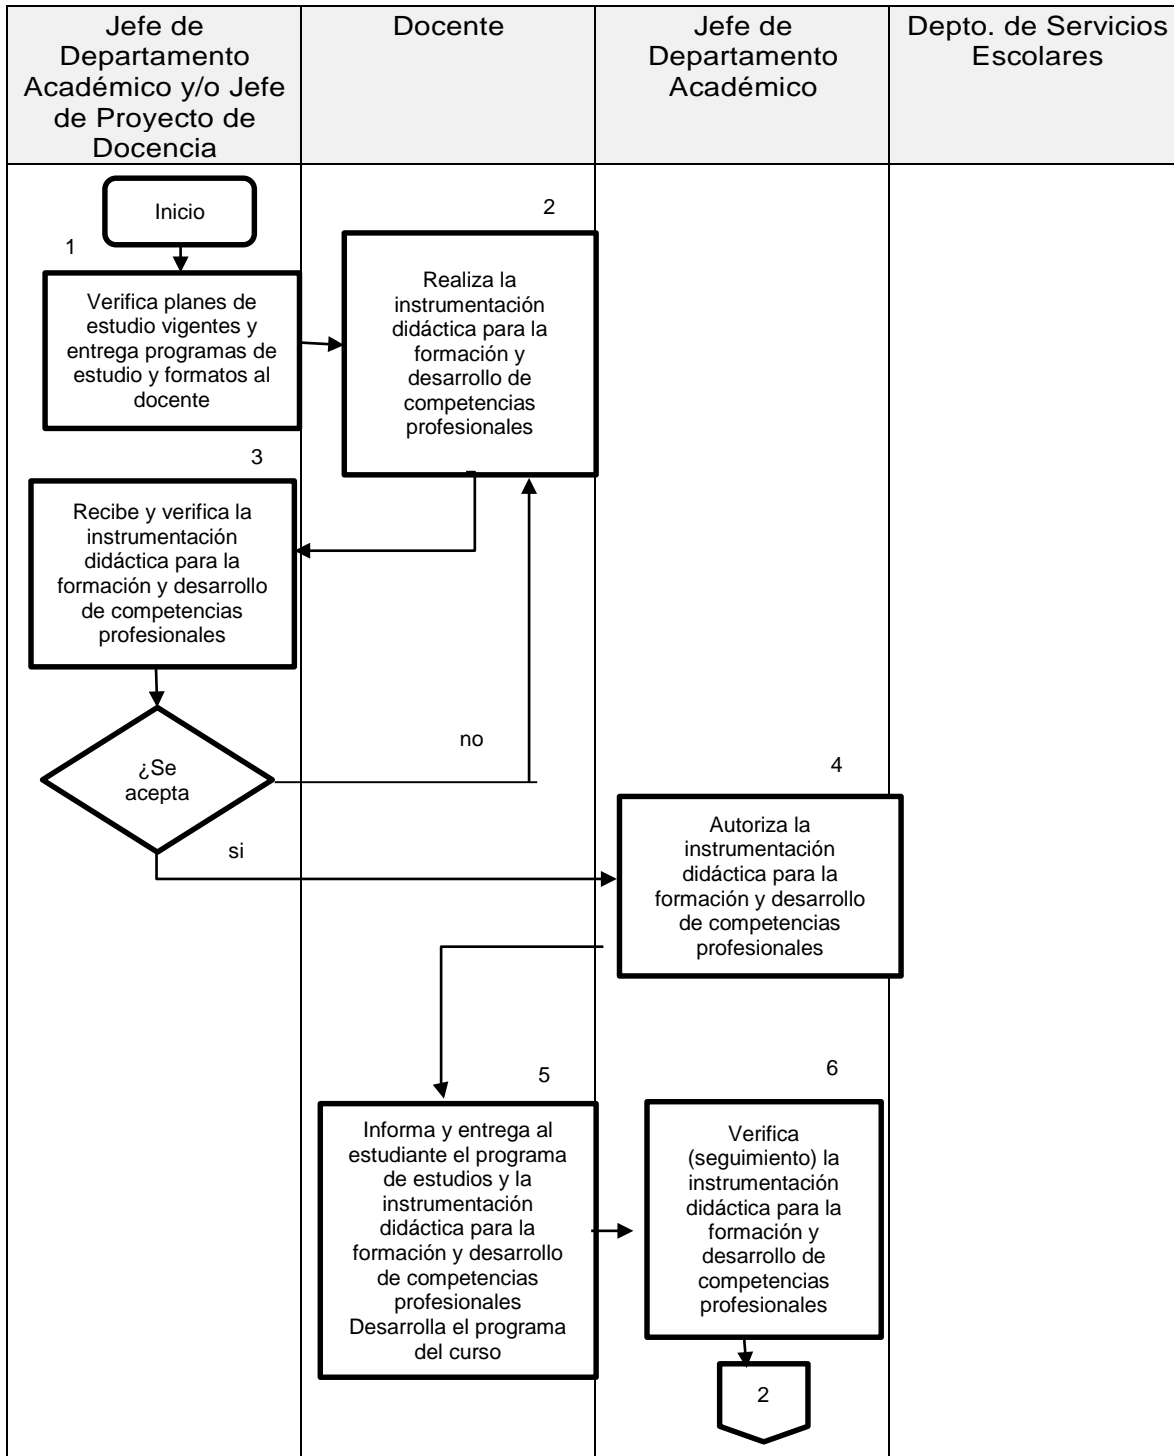 Jefe de
Departamento
Académico y/o Jefe
de Proyecto de
Docencia
Docente
Jefe de
Departamento
Académico
Depto. de Servicios
Escolares
Inicio
1
Verifica planes de
estudio vigentes y
entrega programas de
estudio y formatos al
docente
2
Realiza la
instrumentación
didáctica para la
formación y
desarrollo de
competencias
profesionales
3
Recibe y verifica la
instrumentación
didáctica para la
formación y desarrollo
de competencias
profesionales
¿Se
acepta
no
si
4
Autoriza la
instrumentación
didáctica para la
formación y desarrollo
de competencias
profesionales
5
Informa y entrega al
estudiante el programa
de estudios y la
instrumentación
didáctica para la
formación y desarrollo
de competencias
profesionales
Desarrolla el programa
del curso
6
Verifica
(seguimiento) la
instrumentación
didáctica para la
formación y
desarrollo de
competencias
profesionales
2